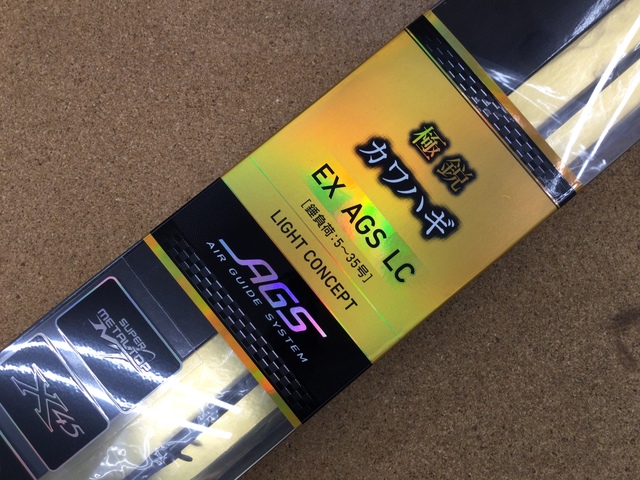 極鋭
カワハギ
EX AGS LC
[錘負荷:5〜35号]
LIGHT CONCEPT
AGS
AIR GUIDE SYSTEM
SUPER
METALTOP
X45